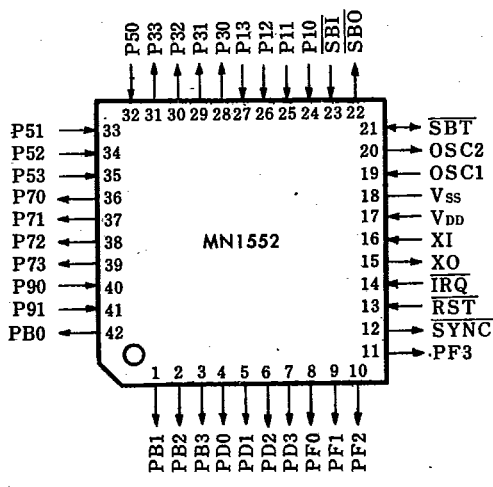 P50 P33 P32 P31 P30 P13 P12 P11 P10 SBI SBO
32 31 30 29 28 27 26 25 24 23 22
P51 33
P52 34
P53 35
P70 36
P71 37
P72 38
P73 39
P90 40
P91 41
PB0 42
MN1552
21 SBT
20 OSC2
19 OSC1
18 Vss
17 VDD
16 XI
15 XO
14 IRQ
13 RST
12 SYNC
11 PF3
1 2 3 4 5 6 7 8 9 10
PB1 PB2 PB3 PD0 PD1 PD2 PD3 PF0 PF1 PF2